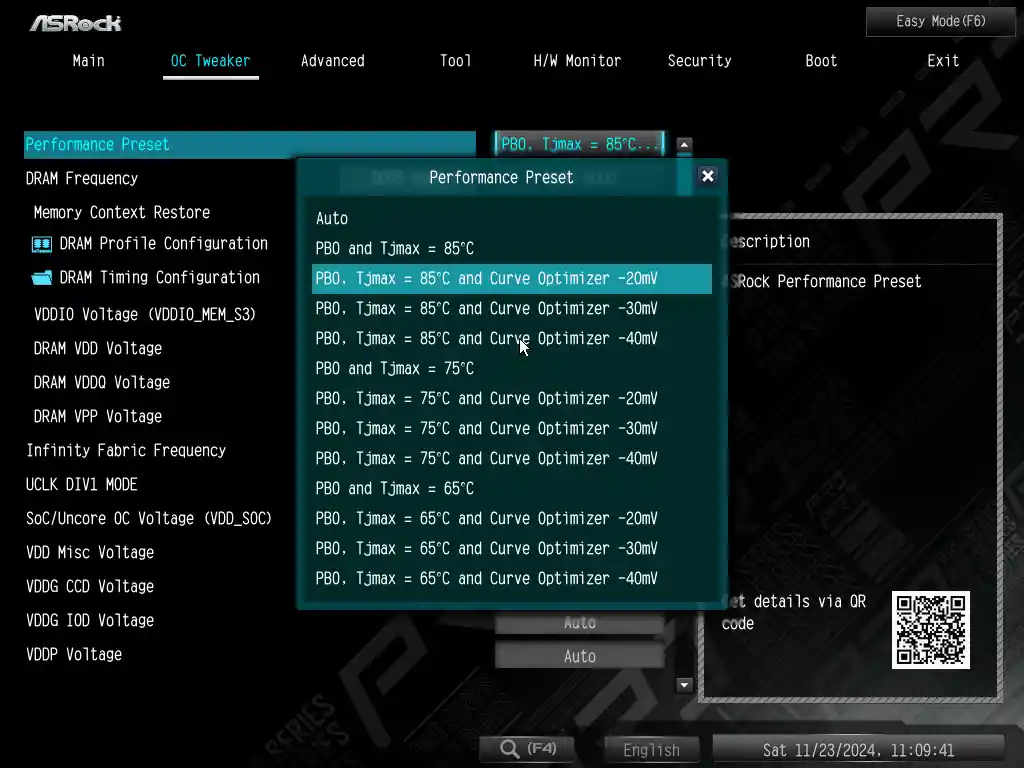 ASRock
Easy Mode(F6)
Main
OC Tweaker
Advanced
Tool
H/W Monitor
Security
Boot
Exit
Performance Preset
PBO, Tjmax = 85°C...
DRAM Frequency
Memory Context Restore
DRAM Profile Configuration
DRAM Timing Configuration
VDDIO Voltage (VDDIO_MEM_S3)
DRAM VDD Voltage
DRAM VDDQ Voltage
DRAM VPP Voltage
Infinity Fabric Frequency
UCLK DIV1 MODE
SoC/Uncore OC Voltage (VDD_SOC)
VDD Misc Voltage
VDDG CCD Voltage
VDDG IOD Voltage
VDDP Voltage
Performance Preset
Auto
PBO and Tjmax = 85°C
PBO, Tjmax = 85°C and Curve Optimizer -20mV
PBO, Tjmax = 85°C and Curve Optimizer -30mV
PBO, Tjmax = 85°C and Curve Optimizer -40mV
PBO and Tjmax = 75°C
PBO, Tjmax = 75°C and Curve Optimizer -20mV
PBO, Tjmax = 75°C and Curve Optimizer -30mV
PBO, Tjmax = 75°C and Curve Optimizer -40mV
PBO and Tjmax = 65°C
PBO, Tjmax = 65°C and Curve Optimizer -20mV
PBO, Tjmax = 65°C and Curve Optimizer -30mV
PBO, Tjmax = 65°C and Curve Optimizer -40mV
Auto
Auto
Description
ASRock Performance Preset
Get details via QR
code
SERIES
(F4)
English
Sat 11/23/2024, 11:09:41